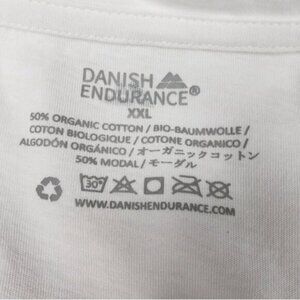 DANISH
ENDURANCE®
XXL
50% ORGANIC COTTON / BIO-BAUMWOLLE /
COTON BIOLOGIQUE / COTONE ORGANICO /
ALGODÓN ORGÁNICO / オーガニックコットン
50% MODAL / モーダル
30°
WWW.DANISHENDURANCE.COM